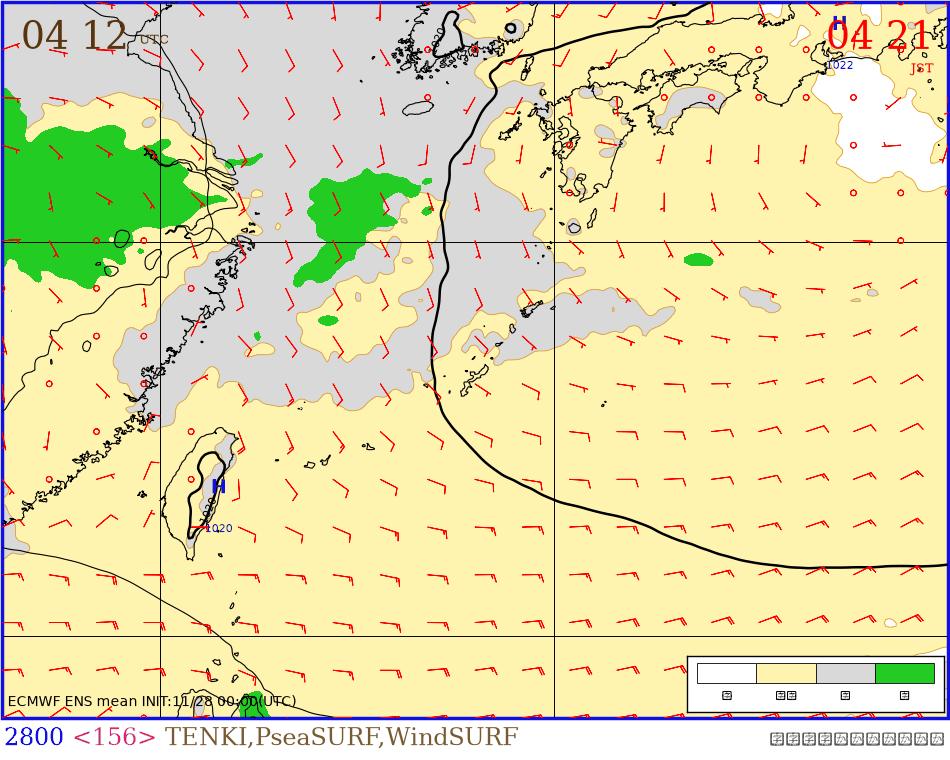 04 12 UTC
H 04 21
1022 JST
1020
H
1020
ECMWF ENS mean INIT:11/28 00:00(UTC)
2800 <156> TENKI,PseaSURF,WindSURF